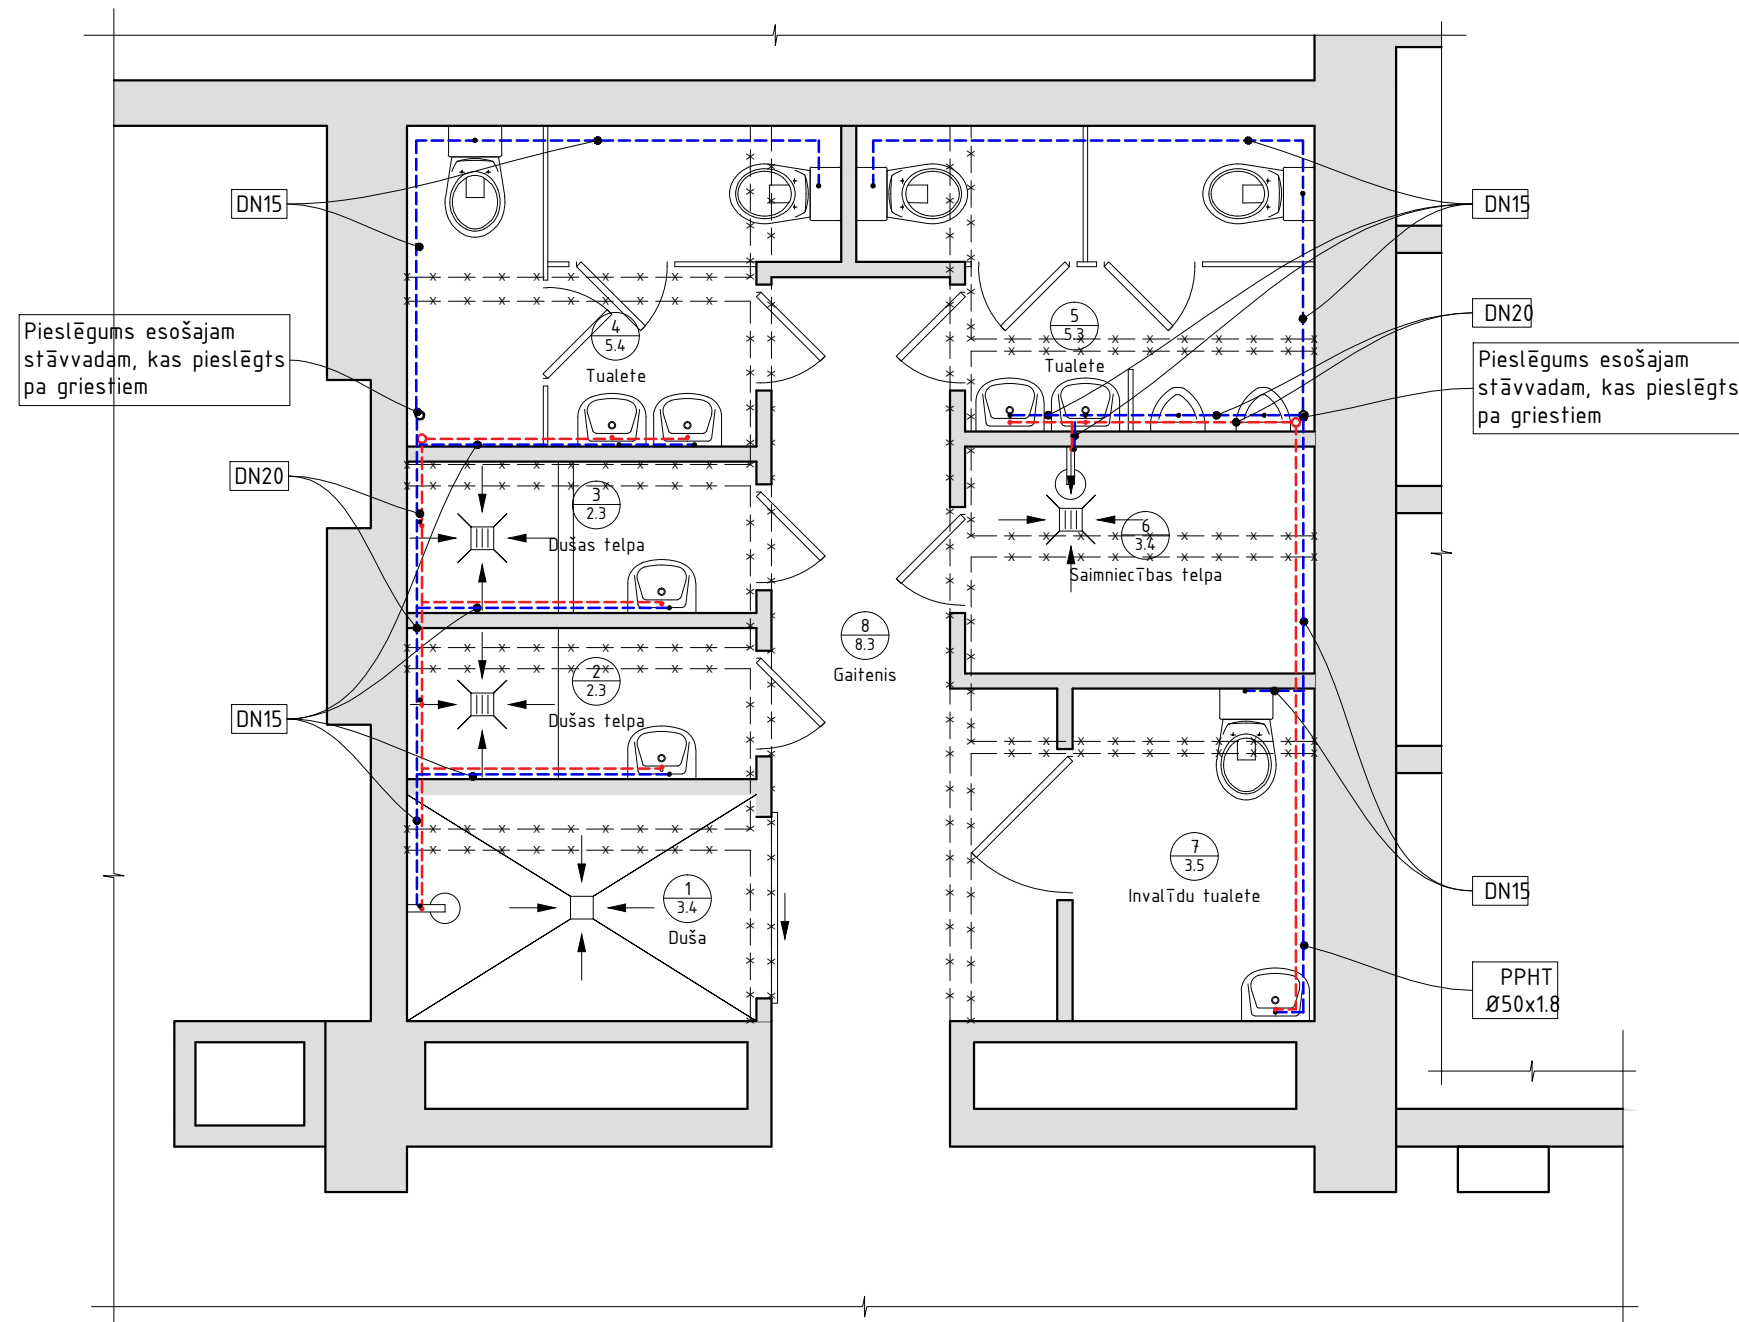 DN15
DN15
4
5.4
Tualete
5
5.3
Tualete
DN20
Pieslēgums esošajam
stāvvadam, kas pieslēgts
pa griestiem
Pieslēgums esošajam
stāvvadam, kas pieslēgts
pa griestiem
DN20
3
2.3
Dušas telpa
6
3.4
Saimniecības telpa
8
8.3
Gaitenis
2
2.3
Dušas telpa
DN15
7
3.5
Invalīdu tualete
1
3.4
Duša
DN15
PPHT
Ø50x1.8